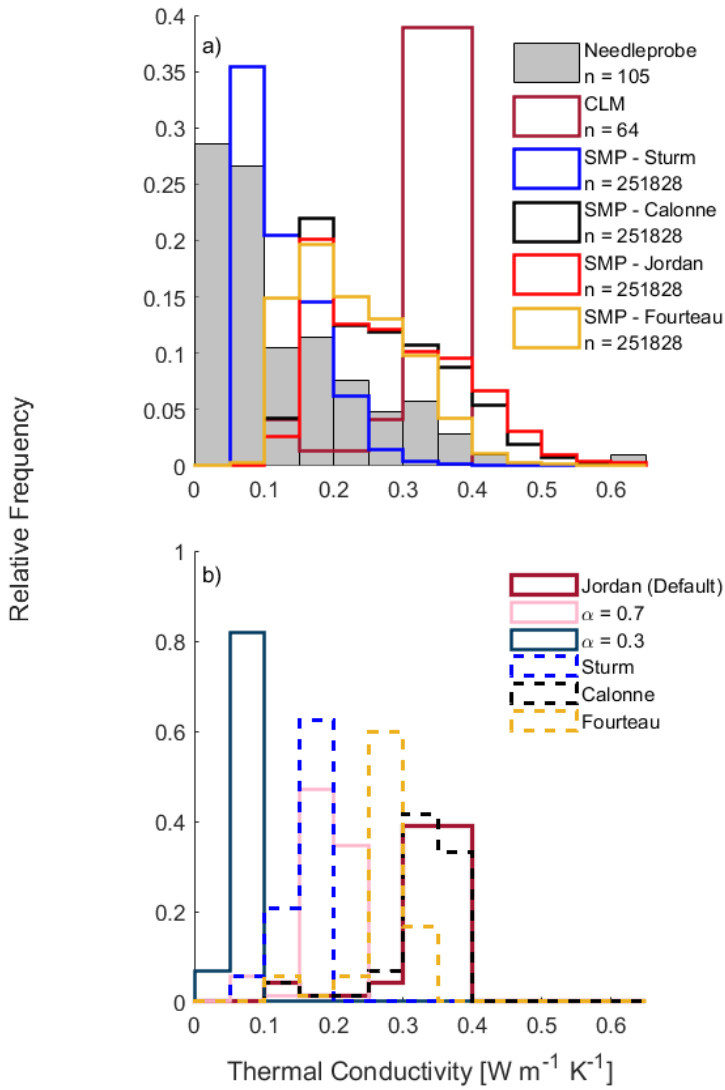 a)
0.4
0.35
0.3
0.25
0.2
0.15
0.1
0.05
0
0 0.1 0.2 0.3 0.4 0.5 0.6
Needleprobe
n = 105
CLM
n = 64
SMP - Sturm
n = 251828
SMP - Calonne
n = 251828
SMP - Jordan
n = 251828
SMP - Fourteau
n = 251828
Relative Frequency
b)
1
0.8
0.6
0.4
0.2
0
0 0.1 0.2 0.3 0.4 0.5 0.6
Jordan (Default)
α = 0.7
α = 0.3
Sturm
Calonne
Fourteau
Thermal Conductivity [W m⁻¹ K⁻¹]